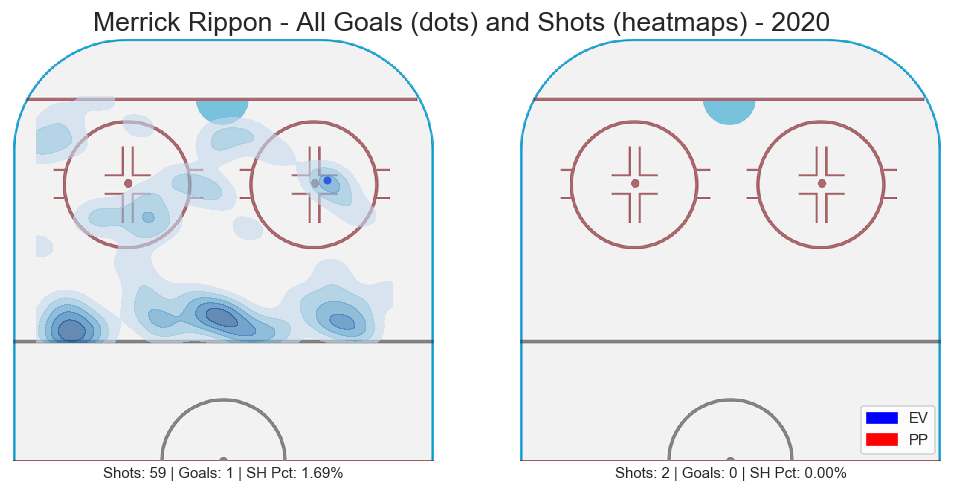 Merrick Rippon - All Goals (dots) and Shots (heatmaps) - 2020
EV
PP
Shots: 59 | Goals: 1 | SH Pct: 1.69%
Shots: 2 | Goals: 0 | SH Pct: 0.00%